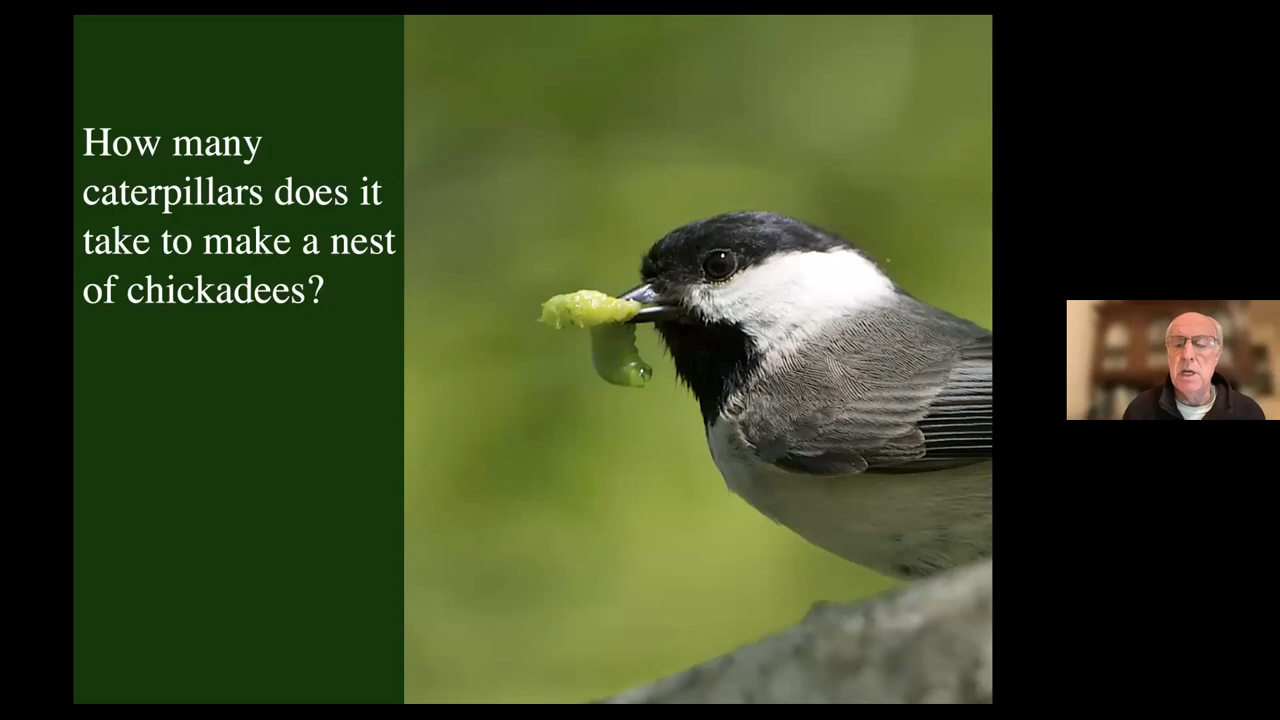 How many
caterpillars does it
take to make a nest
of chickadees?